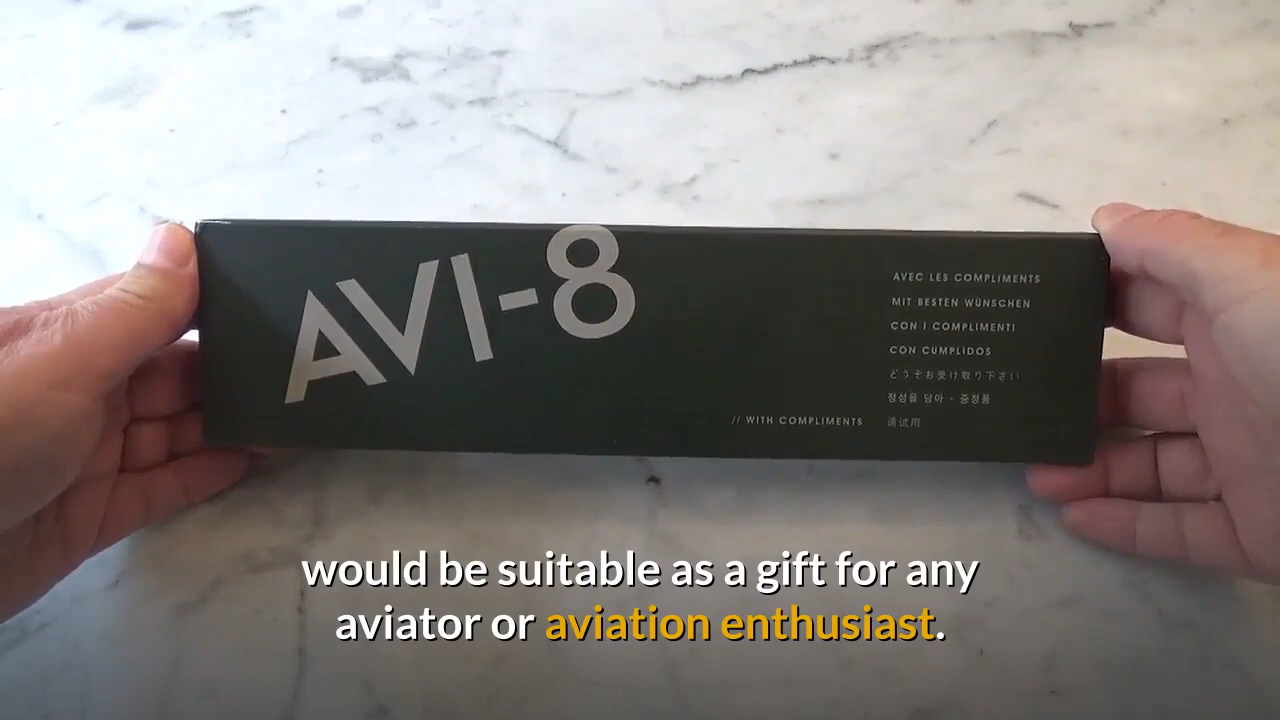 AVI-8
AVEC LES COMPLIMENTS
MIT BESTEN WÜNSCHEN
CON I COMPLIMENTI
CON CUMPLIDOS
どうぞお受け取り下さい
정성을 담아 - 증정품
// WITH COMPLIMENTS 请试用
would be suitable as a gift for any
aviator or aviation enthusiast.